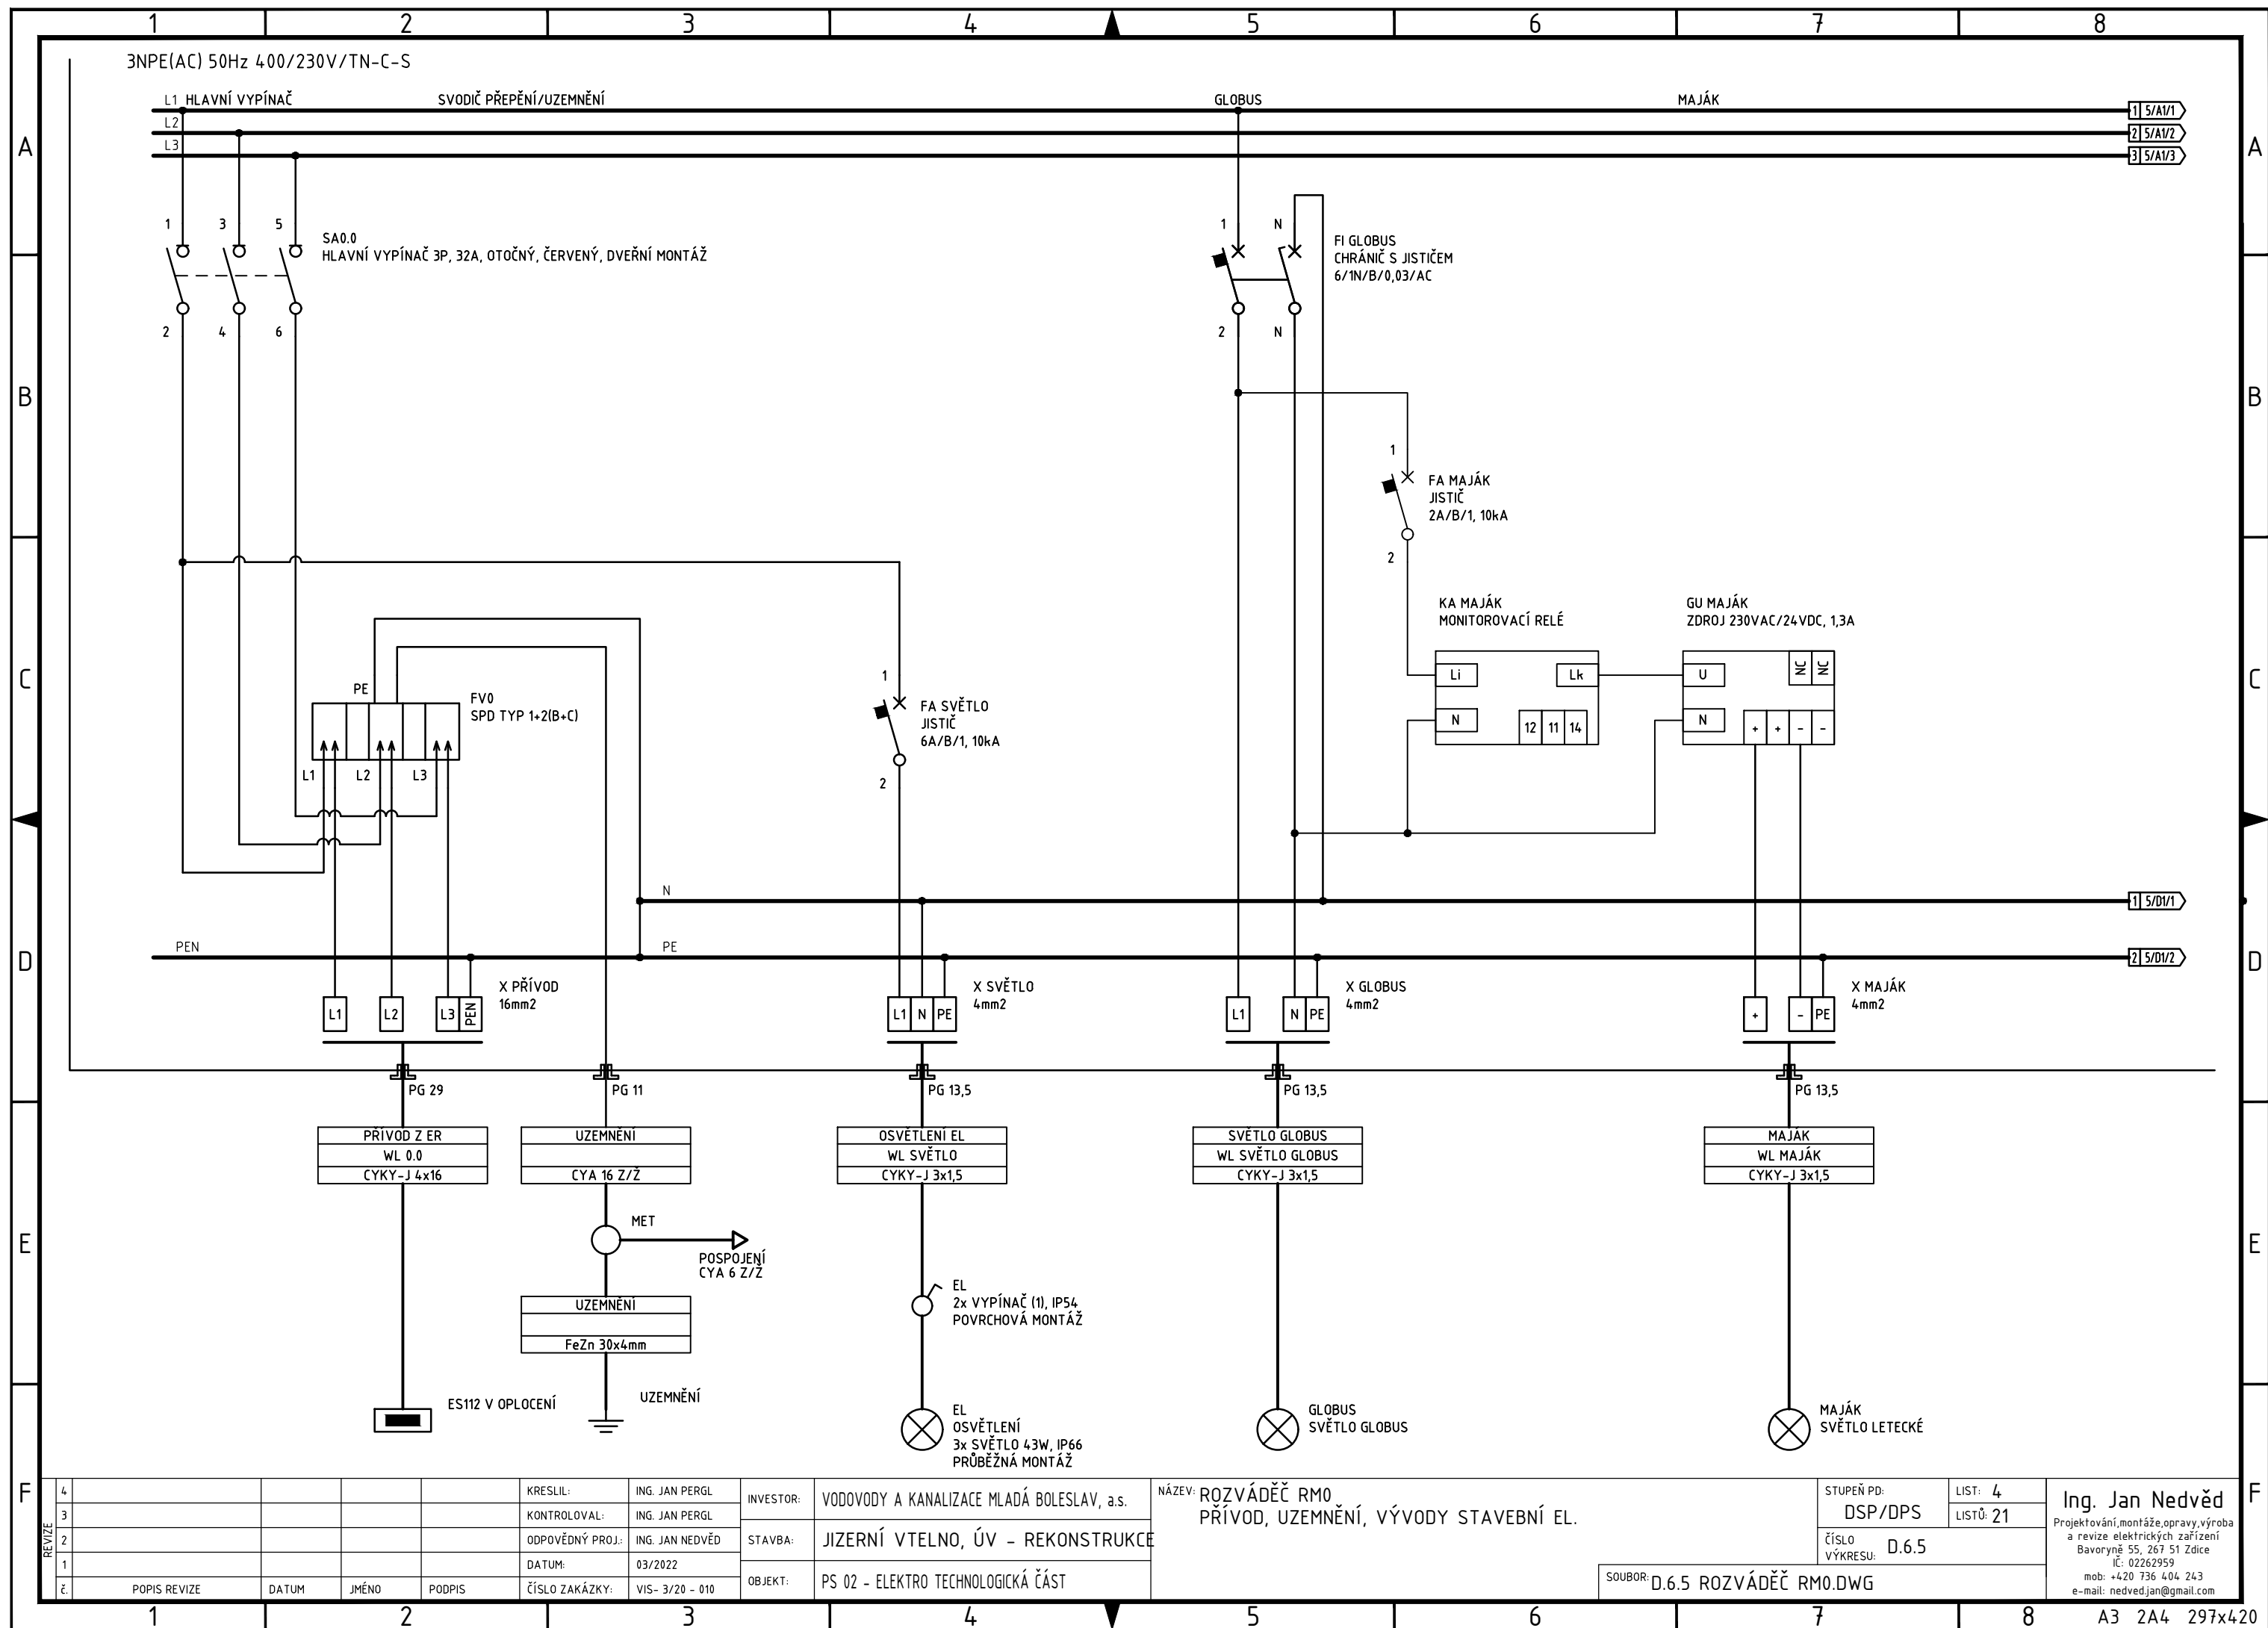 1 2 3 4 5 6 7 8
3NPE(AC) 50Hz 400/230V/TN-C-S
L1 HLAVNÍ VYPÍNAČ
SVODIČ PŘEPĚNÍ/UZEMNĚNÍ
GLOBUS
MAJÁK
1 5/A1/1
L2
2 5/A1/2
A
A
L3
3 5/A1/3
1 3 5
1 N
SA0.0
HLAVNÍ VYPÍNAČ 3P, 32A, OTOČNÝ, ČERVENÝ, DVEŘNÍ MONTÁŽ
FI GLOBUS
CHRÁNIČ S JISTIČEM
6/1N/B/0,03/AC
2 4 6
2 N
B
B
1
FA MAJÁK
JISTIČ
2A/B/1, 10kA
2
KA MAJÁK
MONITOROVACÍ RELÉ
GU MAJÁK
ZDROJ 230VAC/24VDC, 1,3A
C
C
Li Lk
U NC NC
N 12 11 14
N + + - -
PE
FV0
SPD TYP 1+2(B+C)
L1 L2 L3
1
FA SVĚTLO
JISTIČ
6A/B/1, 10kA
2
N
1 5/D1/1
PEN
PE
2 5/D1/2
D
D
X PŘÍVOD
16mm2
L1 L2 L3 PEN
X SVĚTLO
4mm2
L1 N PE
X GLOBUS
4mm2
L1 N PE
X MAJÁK
4mm2
+ - PE
PG 29
PG 11
PG 13,5
PG 13,5
PG 13,5
PŘÍVOD Z ER
WL 0.0
CYKY-J 4x16
UZEMNĚNÍ
CYA 16 Z/Ž
OSVĚTLENÍ EL
WL SVĚTLO
CYKY-J 3x1,5
SVĚTLO GLOBUS
WL SVĚTLO GLOBUS
CYKY-J 3x1,5
MAJÁK
WL MAJÁK
CYKY-J 3x1,5
E
E
MET
POSPOJENÍ
CYA 6 Z/Ž
UZEMNĚNÍ
FeZn 30x4mm
EL
2x VYPÍNAČ (1), IP54
POVRCHOVÁ MONTÁŽ
ES112 V OPLOCENÍ
UZEMNĚNÍ
EL
OSVĚTLENÍ
3x SVĚTLO 43W, IP66
PRŮBĚŽNÁ MONTÁŽ
GLOBUS
SVĚTLO GLOBUS
MAJÁK
SVĚTLO LETECKÉ
F
F
REVIZE
4
3
2
1
č. POPIS REVIZE DATUM JMÉNO PODPIS
KRESLIL: ING. JAN PERGL
KONTROLOVAL: ING. JAN PERGL
ODPOVĚDNÝ PROJ.: ING. JAN NEDVĚD
DATUM: 03/2022
ČÍSLO ZAKÁZKY: VIS- 3/20 - 010
INVESTOR: VODOVODY A KANALIZACE MLADÁ BOLESLAV, a.s.
STAVBA: JIZERNÍ VTELNO, ÚV - REKONSTRUKCE
OBJEKT: PS 02 - ELEKTRO TECHNOLOGICKÁ ČÁST
NÁZEV: ROZVÁDĚČ RM0
PŘÍVOD, UZEMNĚNÍ, VÝVODY STAVEBNÍ EL.
STUPEŇ PD:
DSP/DPS
LIST: 4
LISTŮ: 21
ČÍSLO
VÝKRESU: D.6.5
SOUBOR: D.6.5 ROZVÁDĚČ RM0.DWG
Ing. Jan Nedvěd
Projektování,montáže,opravy,výroba
a revize elektrických zařízení
Bavoryně 55, 267 51 Zdice
IČ: 02262959
mob: +420 736 404 243
e-mail: nedved.jan@gmail.com
1 2 3 4 5 6 7 8
A3 2A4 297x420